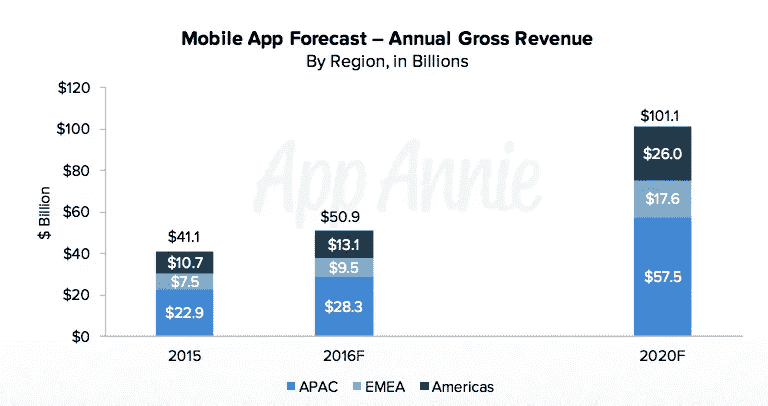 Mobile App Forecast – Annual Gross Revenue
By Region, in Billions
$120
$100
$80
$60
$40
$20
$0
$ Billion
App Annie
$41.1
$10.7
$7.5
$22.9
$50.9
$13.1
$9.5
$28.3
$101.1
$26.0
$17.6
$57.5
2015
2016F
2020F
APAC EMEA Americas